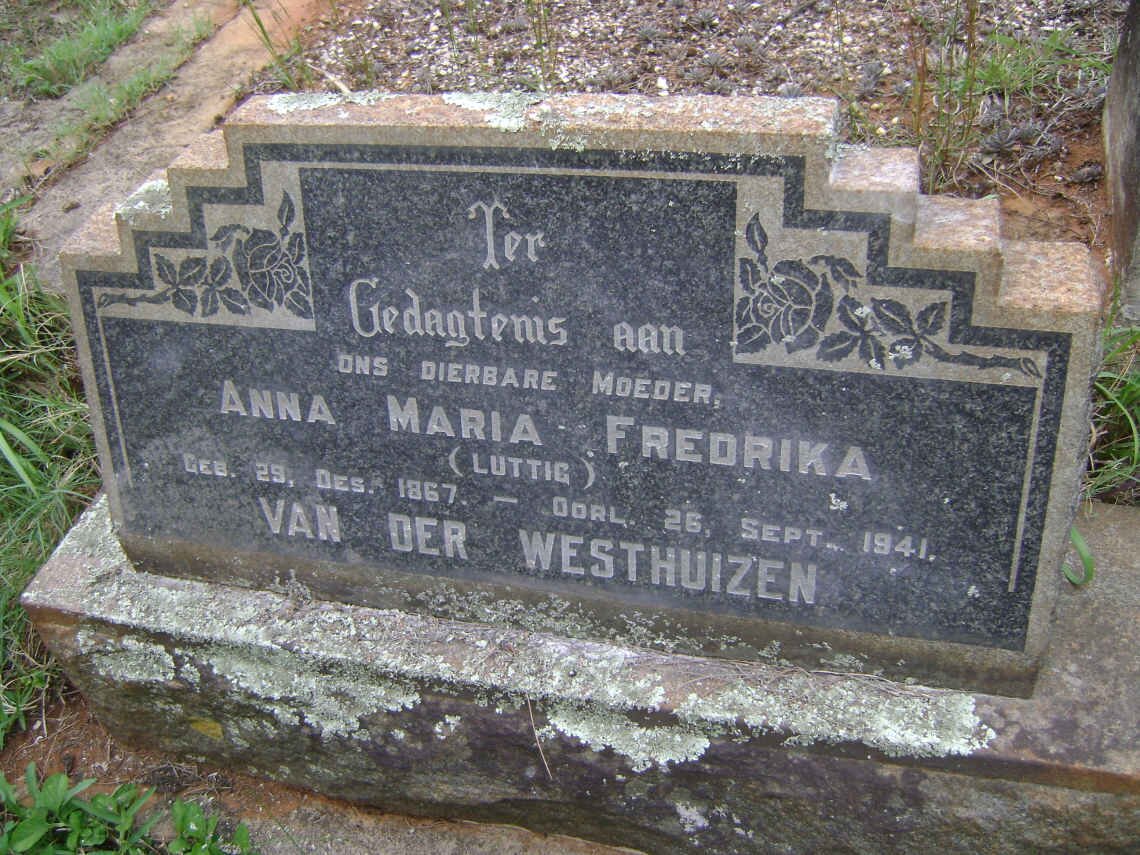 Ter
Gedagtenis aan
ONS DIERBARE MOEDER,
ANNA MARIA FREDRIKA
(LUTTIG)
GEB. 29, DES. 1867. — OORL. 26, SEPT. 1941.
VAN DER WESTHUIZEN